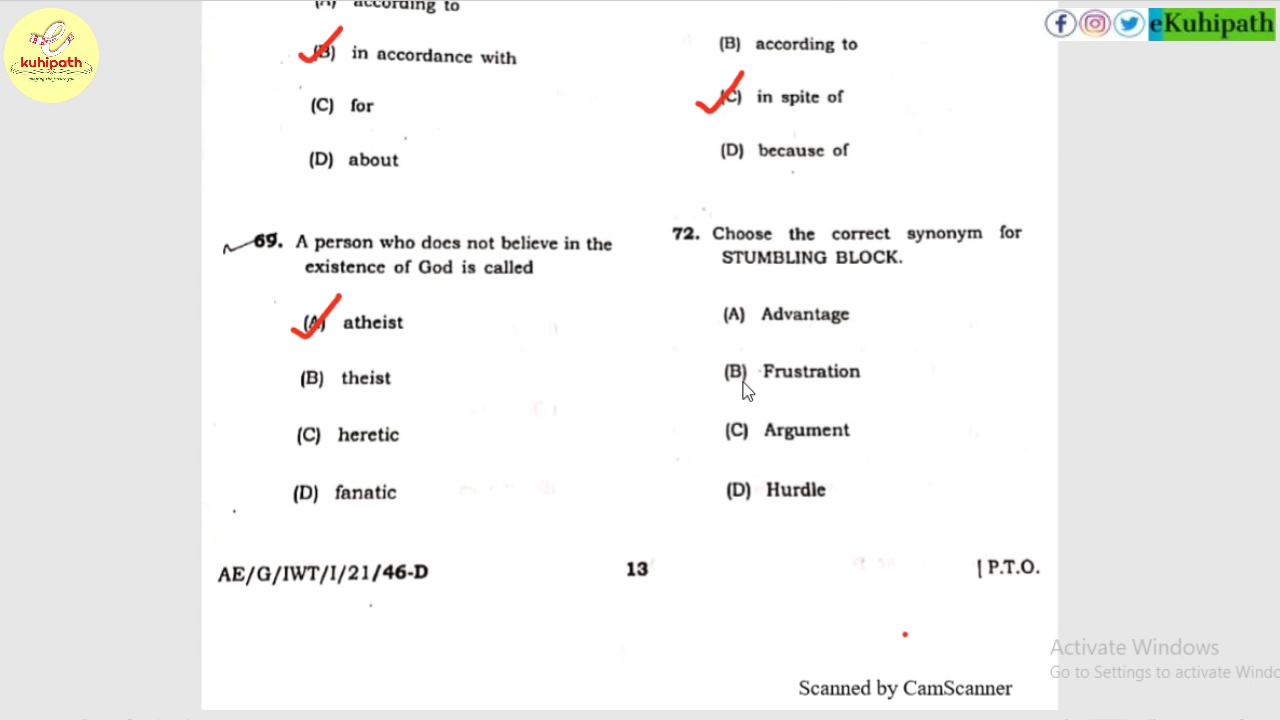 kuhipath
eKuhipath
(A) according to
(B) in accordance with
(C) for
(D) about
69. A person who does not believe in the
existence of God is called
(A) atheist
(B) theist
(C) heretic
(D) fanatic
(B) according to
(C) in spite of
(D) because of
72. Choose the correct synonym for
STUMBLING BLOCK.
(A) Advantage
(B) Frustration
(C) Argument
(D) Hurdle
AE/G/IWT/I/21/46-D
13
[ P.T.O.
Scanned by CamScanner
Activate Windows
Go to Settings to activate Windo